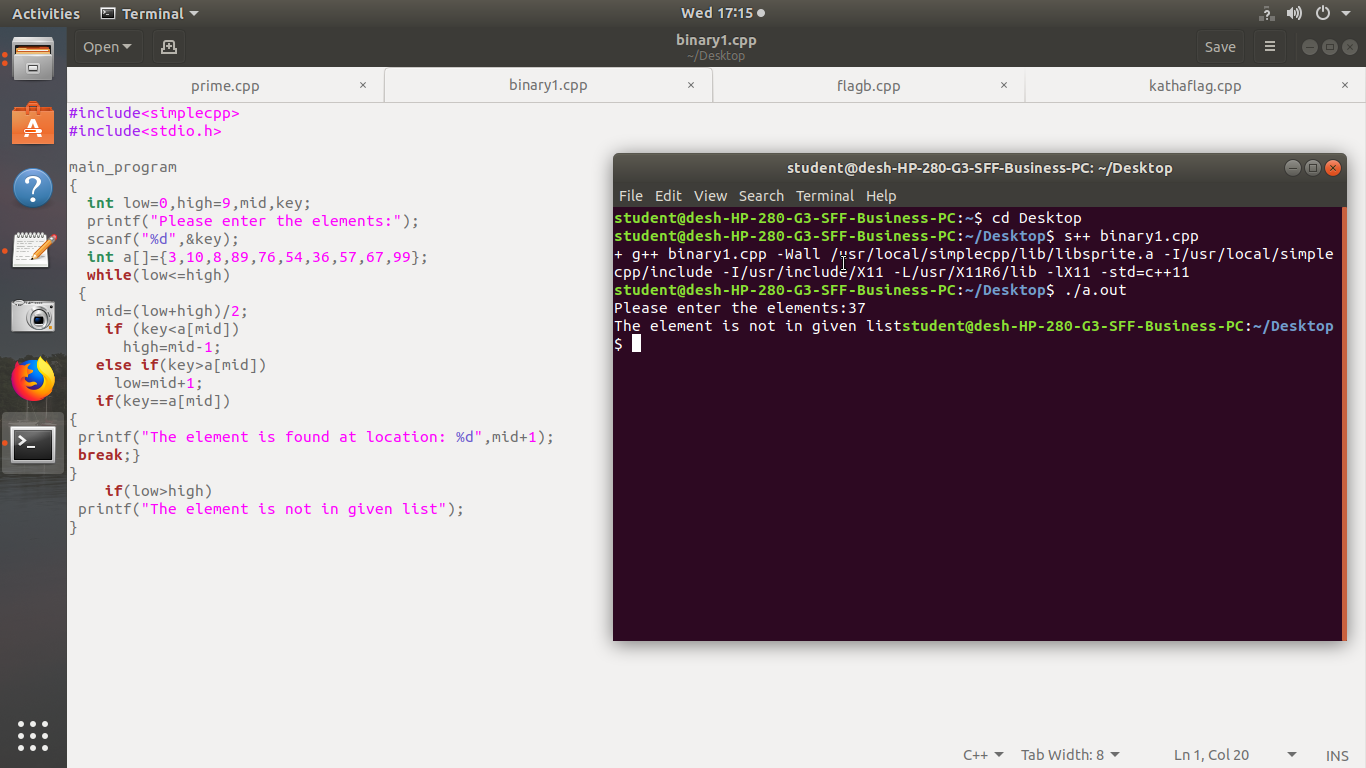 Activities Terminal Wed 17:15
Open binary1.cpp Save
~/Desktop
prime.cpp × binary1.cpp × flagb.cpp × kathaflag.cpp ×
#include<simplecpp>
#include<stdio.h>
main_program
{
int low=0,high=9,mid,key;
printf("Please enter the elements:");
scanf("%d",&key);
int a[]={3,10,8,89,76,54,36,57,67,99};
while(low<=high)
{
mid=(low+high)/2;
if (key<a[mid])
high=mid-1;
else if(key>a[mid])
low=mid+1;
if(key==a[mid])
{
printf("The element is found at location: %d",mid+1);
break;}
}
if(low>high)
printf("The element is not in given list");
}
student@desh-HP-280-G3-SFF-Business-PC: ~/Desktop
File Edit View Search Terminal Help
student@desh-HP-280-G3-SFF-Business-PC:~$ cd Desktop
student@desh-HP-280-G3-SFF-Business-PC:~/Desktop$ s++ binary1.cpp
+ g++ binary1.cpp -Wall /usr/local/simplecpp/lib/libsprite.a -I/usr/local/simple
cpp/include -I/usr/include/X11 -L/usr/X11R6/lib -lX11 -std=c++11
student@desh-HP-280-G3-SFF-Business-PC:~/Desktop$ ./a.out
Please enter the elements:37
The element is not in given liststudent@desh-HP-280-G3-SFF-Business-PC:~/Desktop
$
C++ Tab Width: 8 Ln 1, Col 20 INS